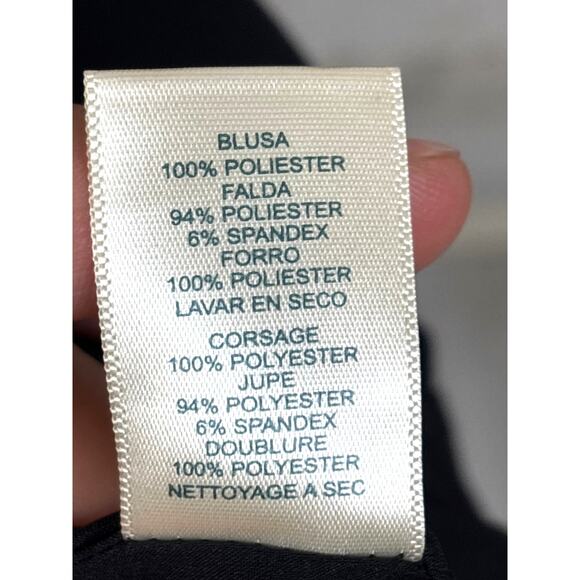 BLUSA
100% POLIESTER
FALDA
94% POLIESTER
6% SPANDEX
FORRO
100% POLIESTER
LAVAR EN SECO
CORSAGE
100% POLYESTER
JUPE
94% POLYESTER
6% SPANDEX
DOUBLURE
100% POLYESTER
NETTOYAGE A SEC